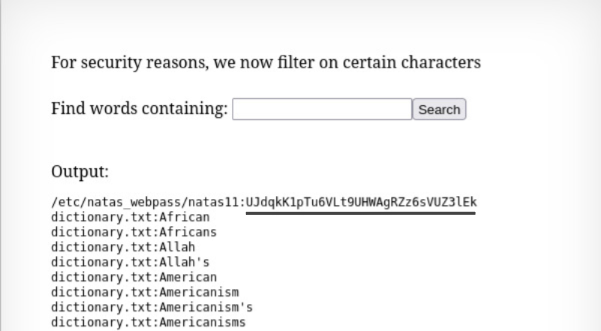 For security reasons, we now filter on certain characters
Find words containing: Search
Output:
/etc/natas_webpass/natas11:UJdqkK1pTu6VLt9UHWAgRZz6sVUZ3lEk
dictionary.txt:African
dictionary.txt:Africans
dictionary.txt:Allah
dictionary.txt:Allah's
dictionary.txt:American
dictionary.txt:Americanism
dictionary.txt:Americanism's
dictionary.txt:Americanisms